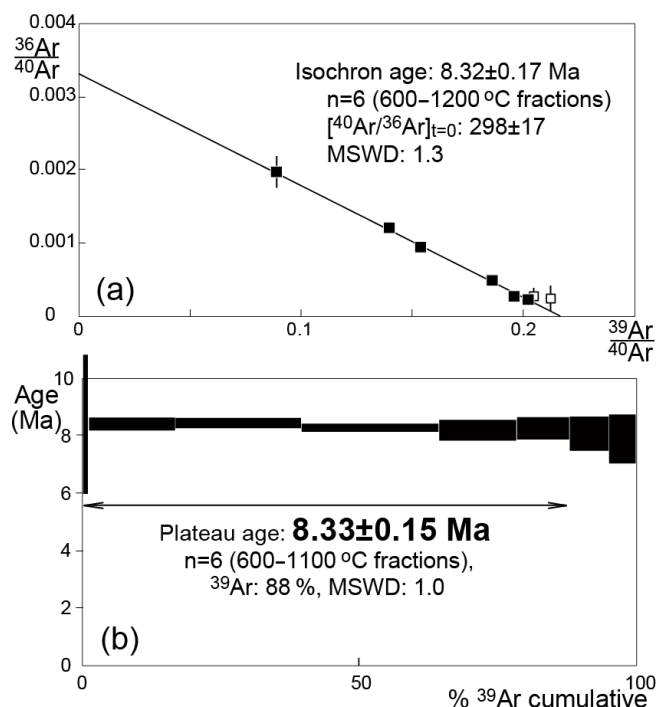 0.004
36Ar
40Ar
0.003
0.002
0.001
0
Isochron age: 8.32±0.17 Ma
n=6 (600–1200 ºC fractions)
[40Ar/36Ar]t=0: 298±17
MSWD: 1.3
(a)
0
0.1
0.2
39Ar
40Ar
10
Age
(Ma)
8
6
4
2
0
Plateau age: 8.33±0.15 Ma
n=6 (600–1100 ºC fractions),
39Ar: 88 %, MSWD: 1.0
(b)
0
50
100
% 39Ar cumulative